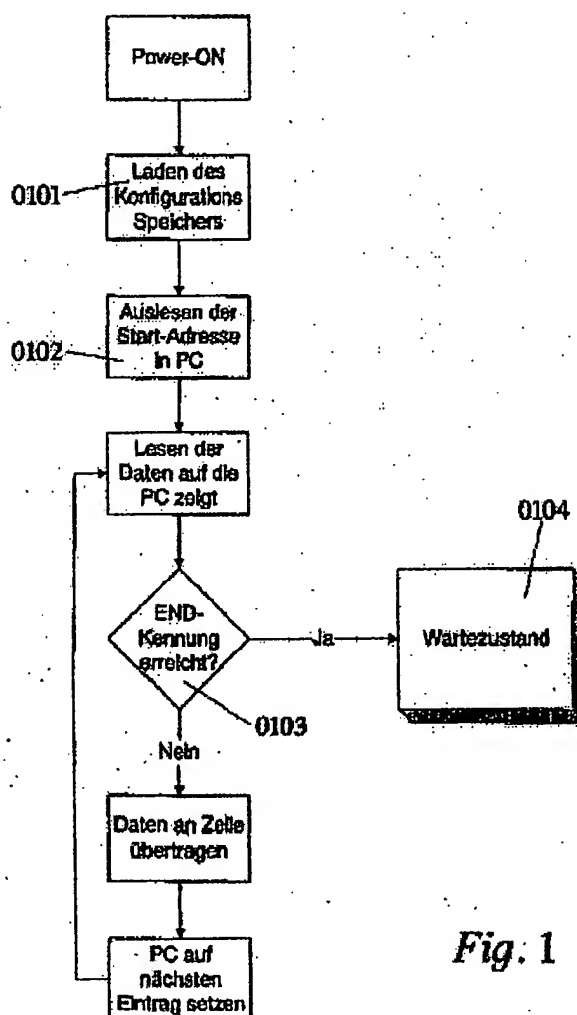 Power-ON
0101
Laden des
Konfigurations
Speichers
0102
Auslesen der
Start-Adresse
in PC
Lesen der
Daten auf die
PC zeigt
0104
Wartezustand
END-
Kennung
erreicht?
Ja
0103
Nein
Daten an Zelle
übertragen
PC auf
nächsten
Eintrag setzen
Fig. 1